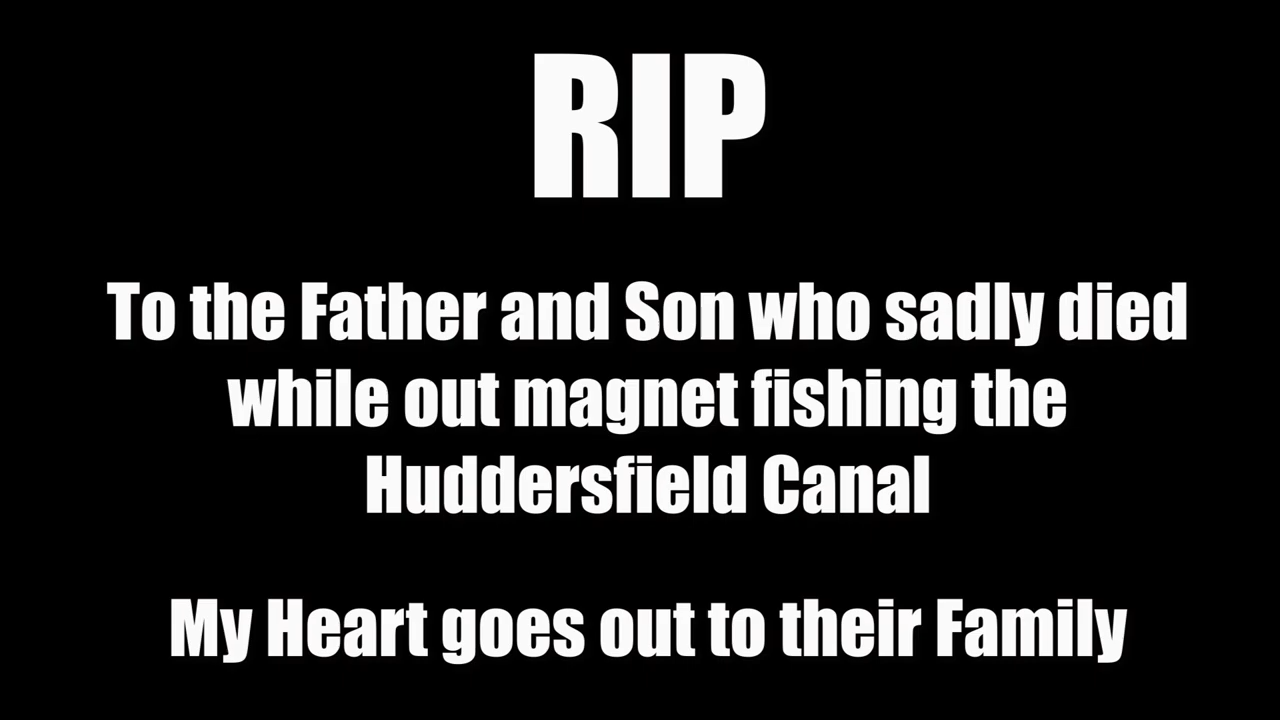 RIP
To the Father and Son who sadly died
while out magnet fishing the
Huddersfield Canal
My Heart goes out to their Family